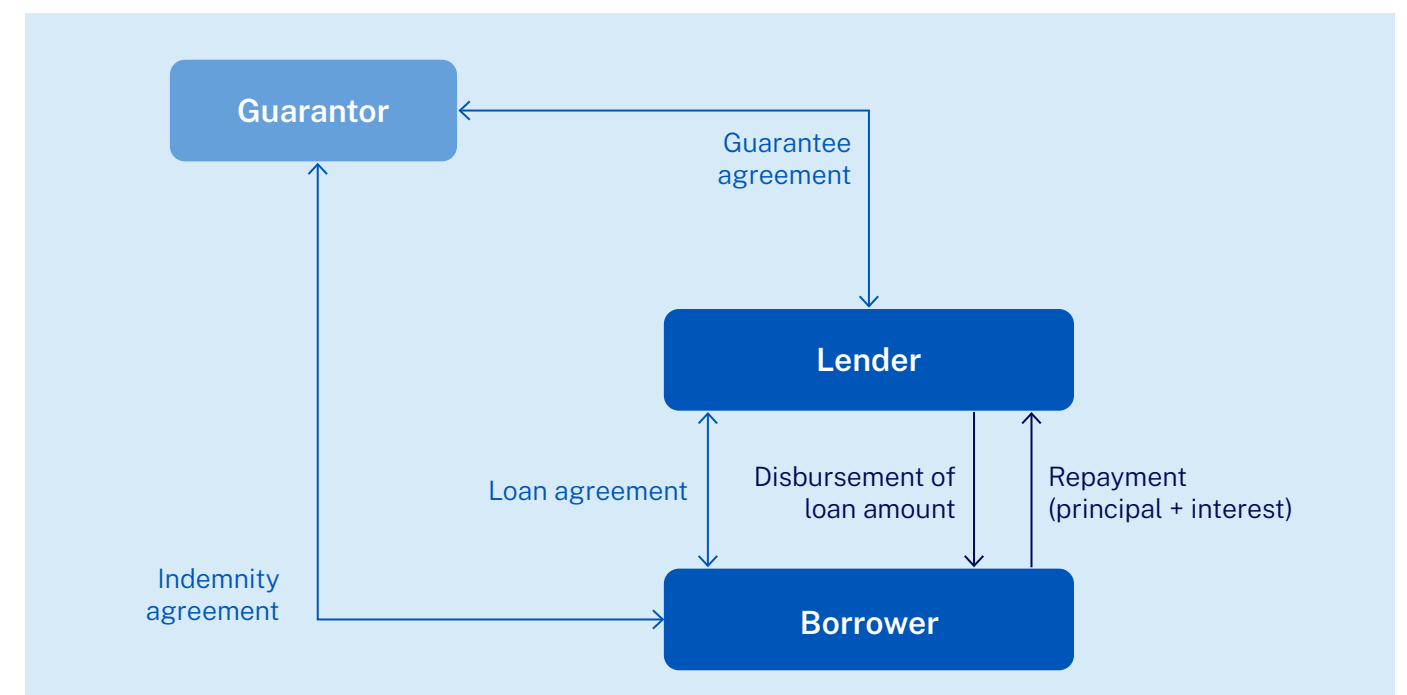 Guarantor
Guarantee
agreement
Lender
Loan agreement
Disbursement of
loan amount
Repayment
(principal + interest)
Indemnity
agreement
Borrower